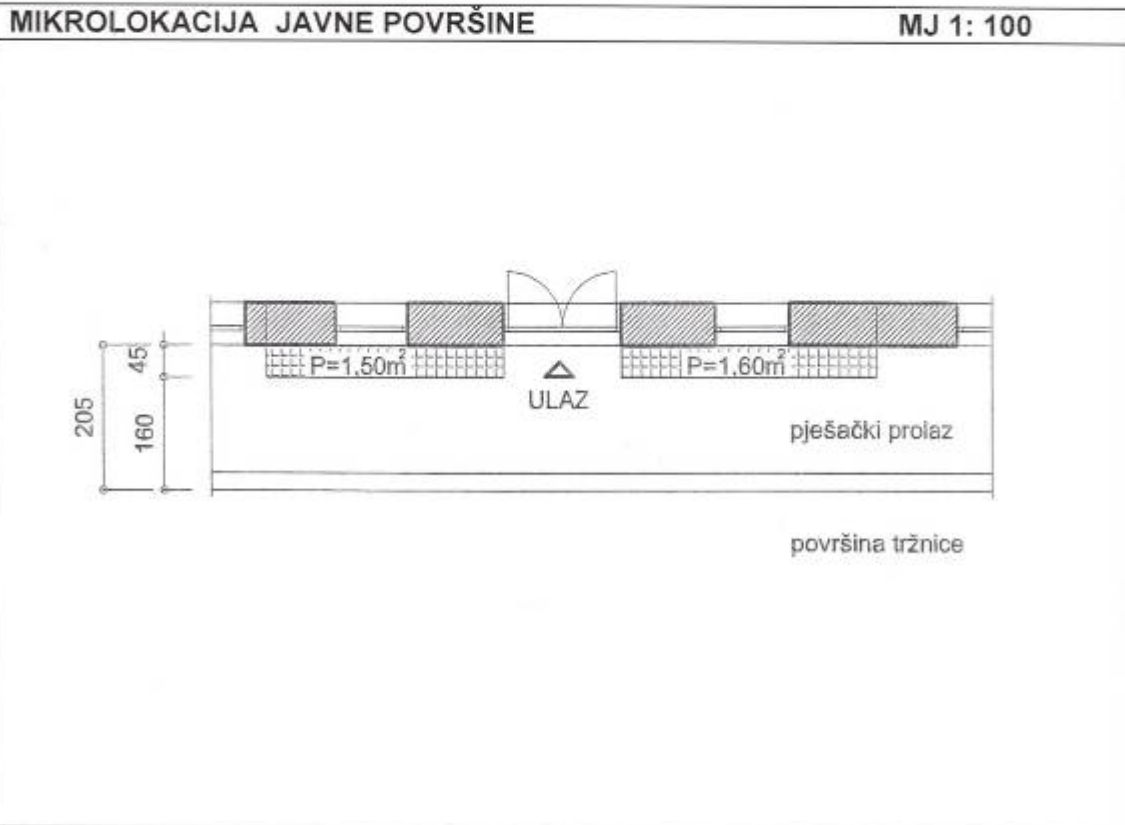 MIKROLOKACIJA JAVNE POVRŠINE MJ 1: 100
45
205
160
P=1.50m²
P=1.60m²
ULAZ
pješački prolaz
površina tržnice